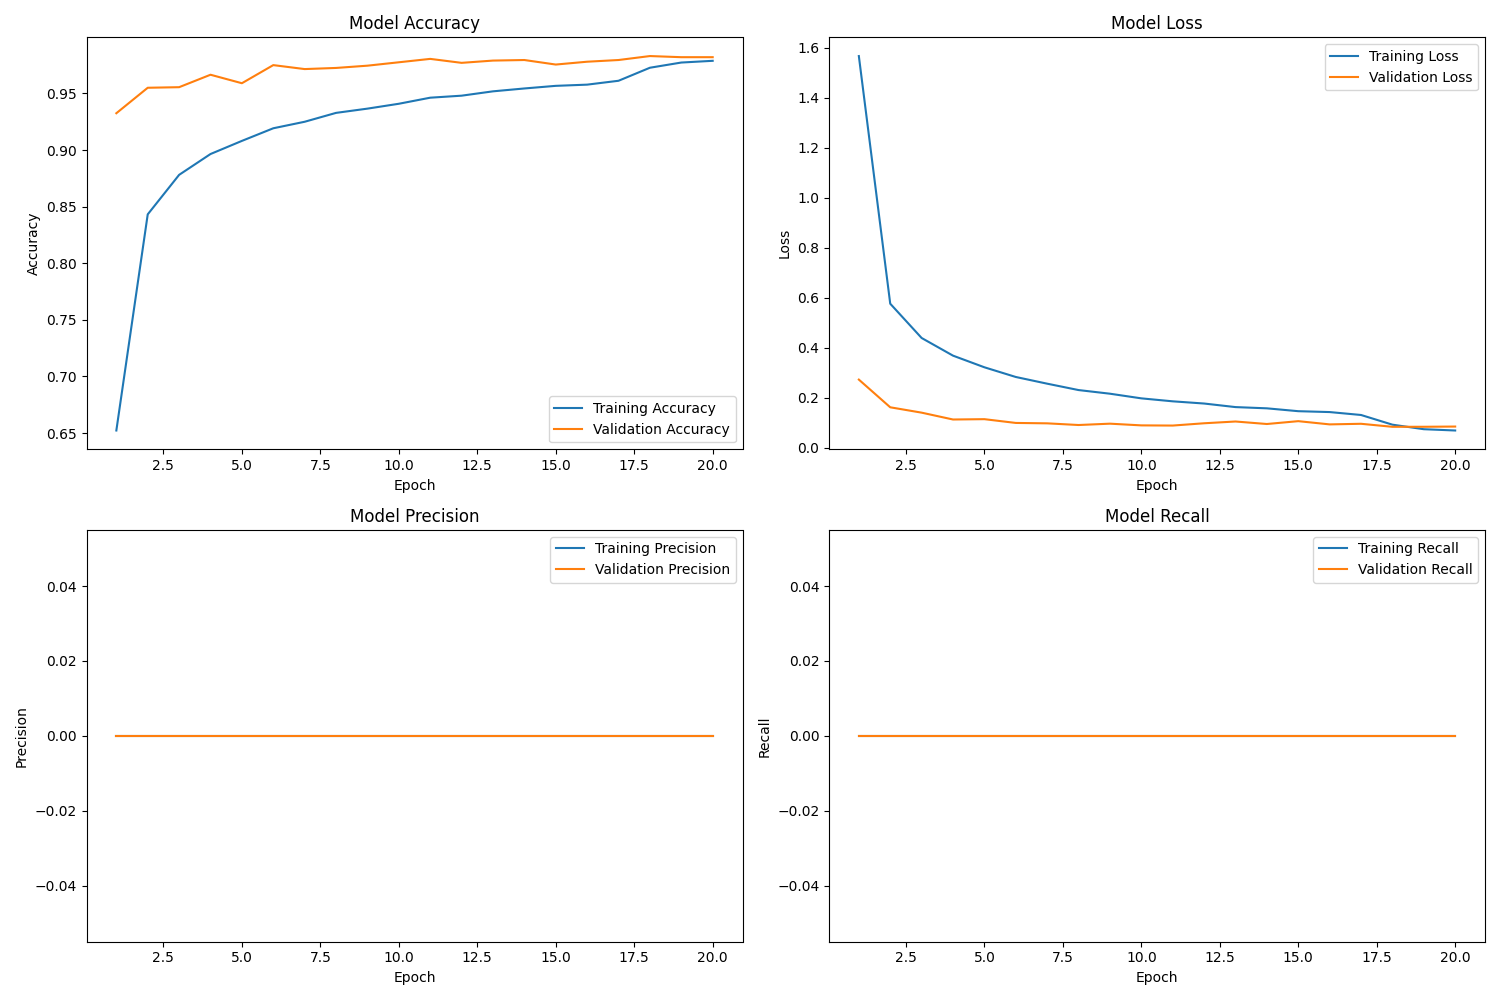 Model Accuracy
Accuracy
0.95
0.90
0.85
0.80
0.75
0.70
0.65
Training Accuracy
Validation Accuracy
2.5 5.0 7.5 10.0 12.5 15.0 17.5 20.0
Epoch
Model Loss
Loss
1.6
1.4
1.2
1.0
0.8
0.6
0.4
0.2
0.0
Training Loss
Validation Loss
2.5 5.0 7.5 10.0 12.5 15.0 17.5 20.0
Epoch
Model Precision
Precision
0.04
0.02
0.00
−0.02
−0.04
Training Precision
Validation Precision
2.5 5.0 7.5 10.0 12.5 15.0 17.5 20.0
Epoch
Model Recall
Recall
0.04
0.02
0.00
−0.02
−0.04
Training Recall
Validation Recall
2.5 5.0 7.5 10.0 12.5 15.0 17.5 20.0
Epoch